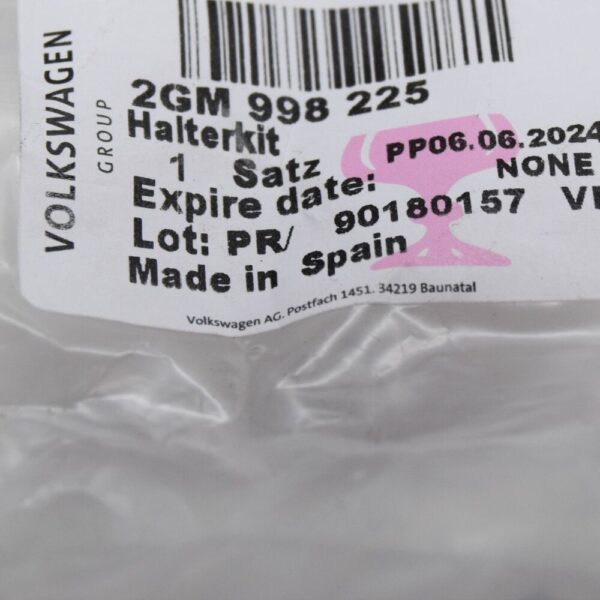 VOLKSWAGEN
GROUP
2GM 998 225
Halterkit
1 Satz PP06.06.2024
Expire date: NONE
Lot: PR/ 90180157
Made in Spain
Volkswagen AG. Postfach 1451. 34219 Baunatal